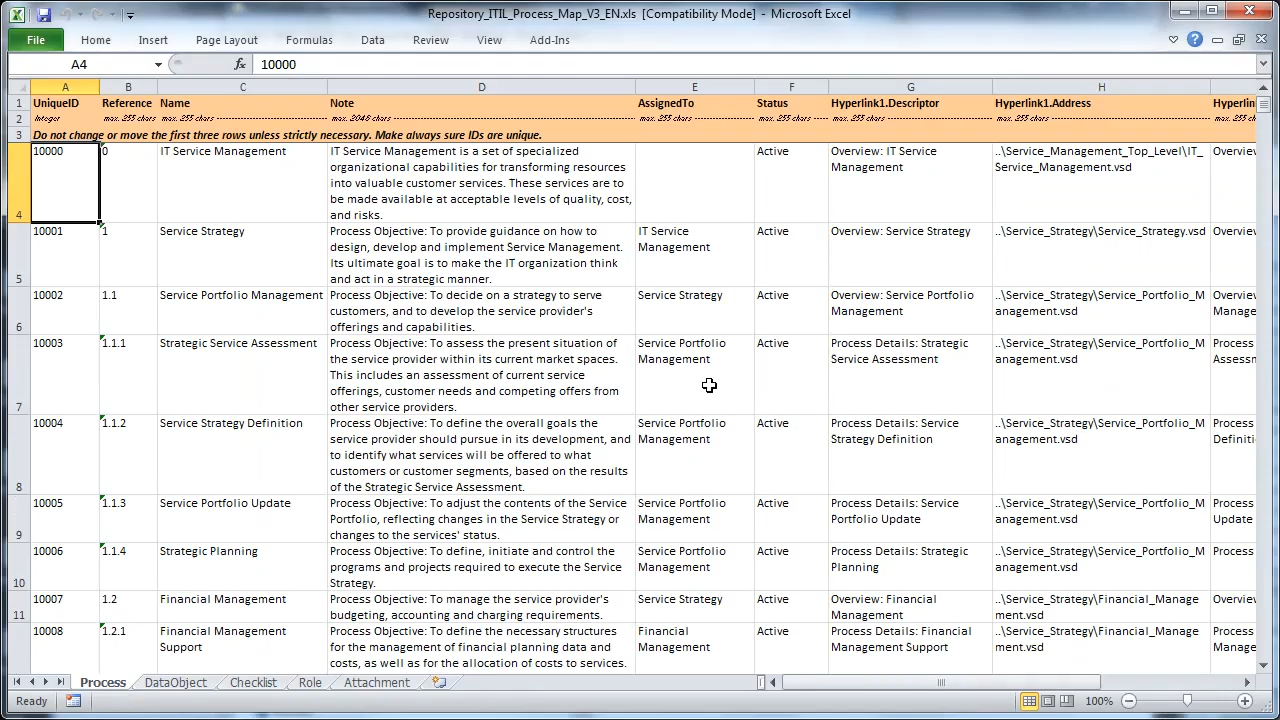 Repository_ITIL_Process_Map_V3_EN.xls [Compatibility Mode] - Microsoft Excel
File Home Insert Page Layout Formulas Data Review View Add-Ins
A4 fx 10000
A B C D E F G H
1 UniqueID Reference Name Note AssignedTo Status Hyperlink1.Descriptor Hyperlink1.Address
2 Integer max. 255 chars max. 255 chars max. 2048 chars max. 255 chars max. 255 chars max. 255 chars max. 255 chars
3 Do not change or move the first three rows unless strictly necessary. Make always sure IDs are unique.
10000 0 IT Service Management IT Service Management is a set of specialized Active Overview: IT Service ..\Service_Management_Top_Level\IT_
organizational capabilities for transforming resources Management Service_Management.vsd
into valuable customer services. These services are to
be made available at acceptable levels of quality, cost,
4 and risks.
10001 1 Service Strategy Process Objective: To provide guidance on how to IT Service Active Overview: Service Strategy ..\Service_Strategy\Service_Strategy.vsd
design, develop and implement Service Management. Management
Its ultimate goal is to make the IT organization think
5 and act in a strategic manner.
10002 1.1 Service Portfolio Management Process Objective: To decide on a strategy to serve Service Strategy Active Overview: Service Portfolio ..\Service_Strategy\Service_Portfolio_M
customers, and to develop the service provider's Management anagement.vsd
6 offerings and capabilities.
10003 1.1.1 Strategic Service Assessment Process Objective: To assess the present situation of Service Portfolio Active Process Details: Strategic ..\Service_Strategy\Service_Portfolio_M Process
the service provider within its current market spaces. Management Service Assessment anagement.vsd
This includes an assessment of current service
offerings, customer needs and competing offers from
7 other service providers.
10004 1.1.2 Service Strategy Definition Process Objective: To define the overall goals the Service Portfolio Active Process Details: Service ..\Service_Strategy\Service_Portfolio_M Process
service provider should pursue in its development, and Management Strategy Definition anagement.vsd
to identify what services will be offered to what
customers or customer segments, based on the results
8 of the Strategic Service Assessment.
10005 1.1.3 Service Portfolio Update Process Objective: To adjust the contents of the Service Service Portfolio Active Process Details: Service ..\Service_Strategy\Service_Portfolio_M Process
Portfolio, reflecting changes in the Service Strategy or Management Portfolio Update anagement.vsd Update
9 changes to the services' status.
10006 1.1.4 Strategic Planning Process Objective: To define, initiate and control the Service Portfolio Active Process Details: Strategic ..\Service_Strategy\Service_Portfolio_M Process
programs and projects required to execute the Service Management Planning anagement.vsd Planning
10 Strategy.
10007 1.2 Financial Management Process Objective: To manage the service provider's Service Strategy Active Overview: Financial ..\Service_Strategy\Financial_Manage
11 budgeting, accounting and charging requirements. Management ment.vsd
10008 1.2.1 Financial Management Process Objective: To define the necessary structures Financial Active Process Details: Financial ..\Service_Strategy\Financial_Manage Process
Support for the management of financial planning data and Management Management Support ment.vsd
costs, as well as for the allocation of costs to services.
Process DataObject Checklist Role Attachment
Ready 100%